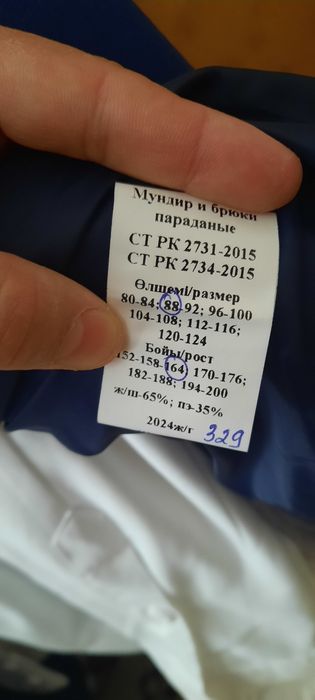 Мундир и брюки
параданые
СТ РК 2731-2015
СТ РК 2734-2015
Өлшемі/размер
80-84; 88-92; 96-100
104-108; 112-116;
120-124
Бойы/рост
152-158-164; 170-176;
182-188; 194-200
ж/ш-65%; пэ-35%
2024ж/г 329